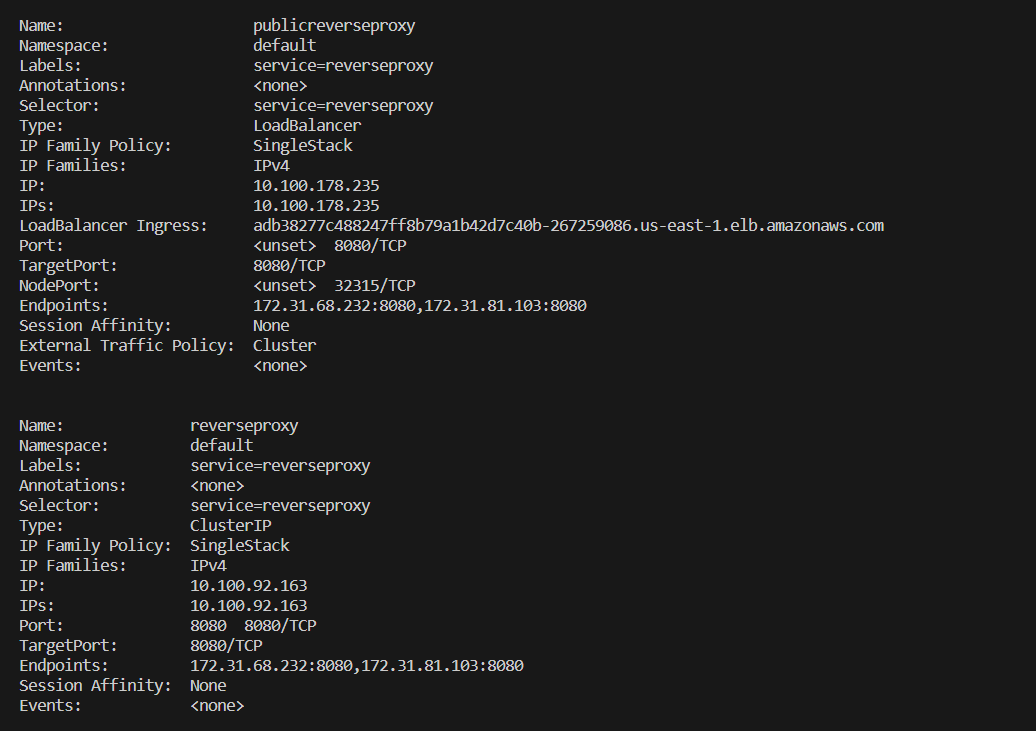 Name:                     publicreverseproxy
Namespace:                default
Labels:                   service=reverseproxy
Annotations:              <none>
Selector:                 service=reverseproxy
Type:                     LoadBalancer
IP Family Policy:         SingleStack
IP Families:              IPv4
IP:                       10.100.178.235
IPs:                      10.100.178.235
LoadBalancer Ingress:     adb38277c488247ff8b79a1b42d7c40b-267259086.us-east-1.elb.amazonaws.com
Port:                     <unset>  8080/TCP
TargetPort:               8080/TCP
NodePort:                 <unset>  32315/TCP
Endpoints:                172.31.68.232:8080,172.31.81.103:8080
Session Affinity:         None
External Traffic Policy:  Cluster
Events:                   <none>

Name:              reverseproxy
Namespace:         default
Labels:            service=reverseproxy
Annotations:       <none>
Selector:          service=reverseproxy
Type:              ClusterIP
IP Family Policy:  SingleStack
IP Families:       IPv4
IP:                10.100.92.163
IPs:               10.100.92.163
Port:              8080  8080/TCP
TargetPort:        8080/TCP
Endpoints:         172.31.68.232:8080,172.31.81.103:8080
Session Affinity:  None
Events:            <none>